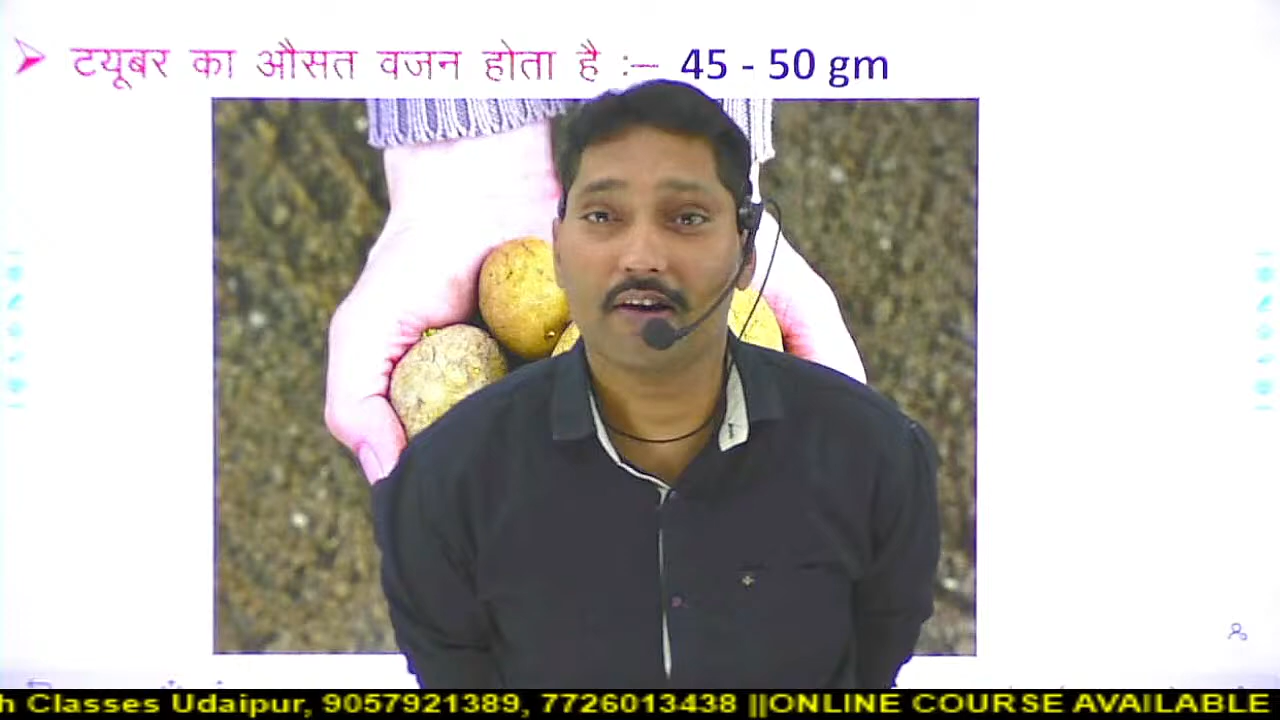 टयूबर का औसत वजन होता है :– 45 - 50 gm
h Classes Udaipur, 9057921389, 7726013438 ||ONLINE COURSE AVAILABLE